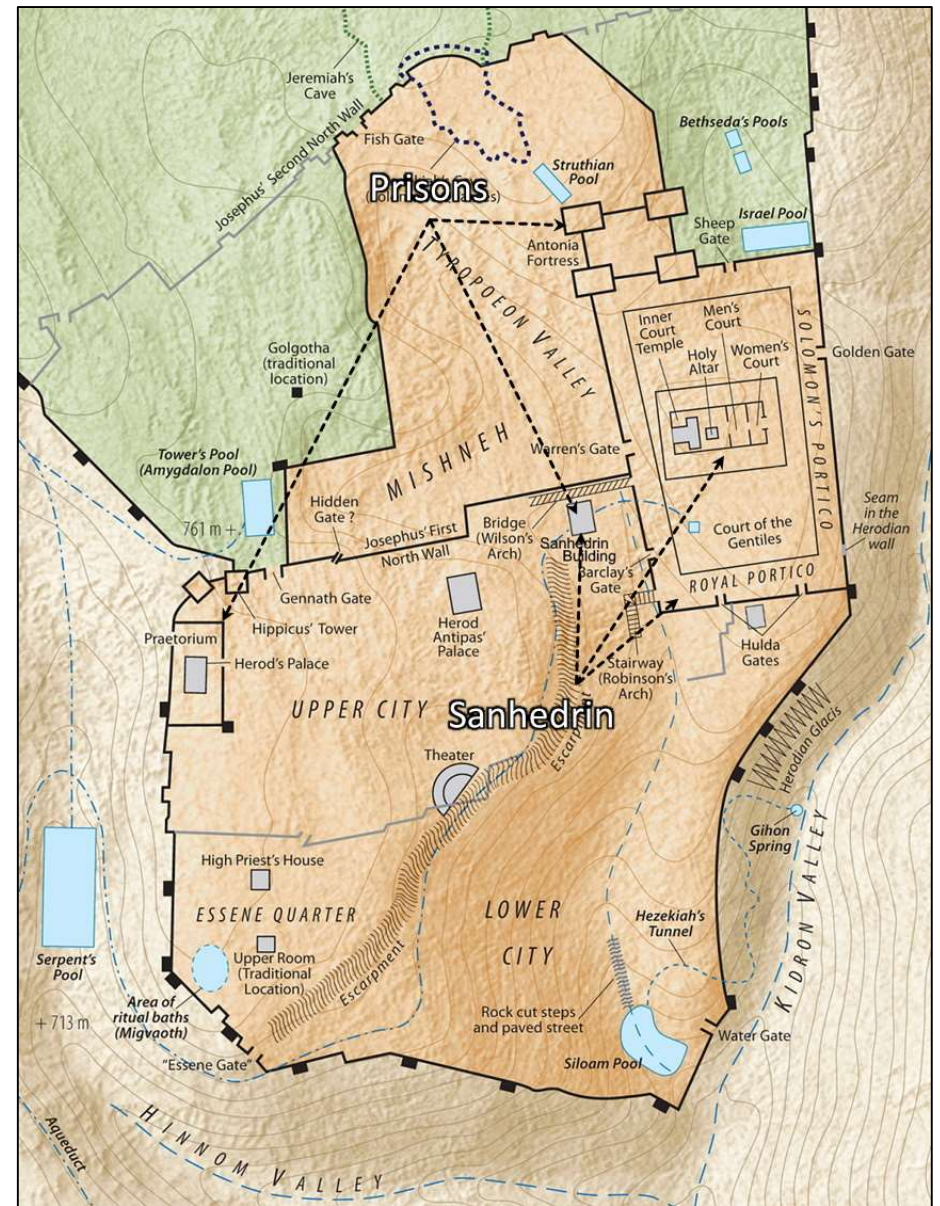 Jeremiah's
Cave
Josephus' Second North Wall
Fish Gate
Bethseda's Pools
Struthian
Pool
Prisons
Israel Pool
Sheep
Gate
Antonia
Fortress
TYROPOEON VALLEY
Inner
Court
Temple
Men's
Court
Holy
Altar
Women's
Court
SOLOMON'S PORTICO
Golden Gate
Golgotha
(traditional
location)
MISHNEH
Warren's Gate
Tower's Pool
(Amygdalon Pool)
761 m +
Hidden
Gate ?
Josephus' First
North Wall
Bridge
(Wilson's
Arch)
Sanhedrin
Building
Barclay's
Gate
Court of the
Gentiles
Seam
in the
Herodian
wall
ROYAL PORTICO
Gennath Gate
Hippicus' Tower
Praetorium
Herod's Palace
Herod
Antipas'
Palace
Stairway
(Robinson's
Arch)
Hulda
Gates
UPPER CITY
Sanhedrin
Escarpment
Theater
Herodian Glacis
Gihon
Spring
KIDRON VALLEY
High Priest's House
ESSENE QUARTER
LOWER
CITY
Hezekiah's
Tunnel
Upper Room
(Traditional
Location)
Escarpment
Serpent's
Pool
Area of
ritual baths
(Migvaoth)
+ 713 m
Rock cut steps
and paved street
Siloam Pool
Water Gate
"Essene Gate"
HINNOM VALLEY
Aqueduct